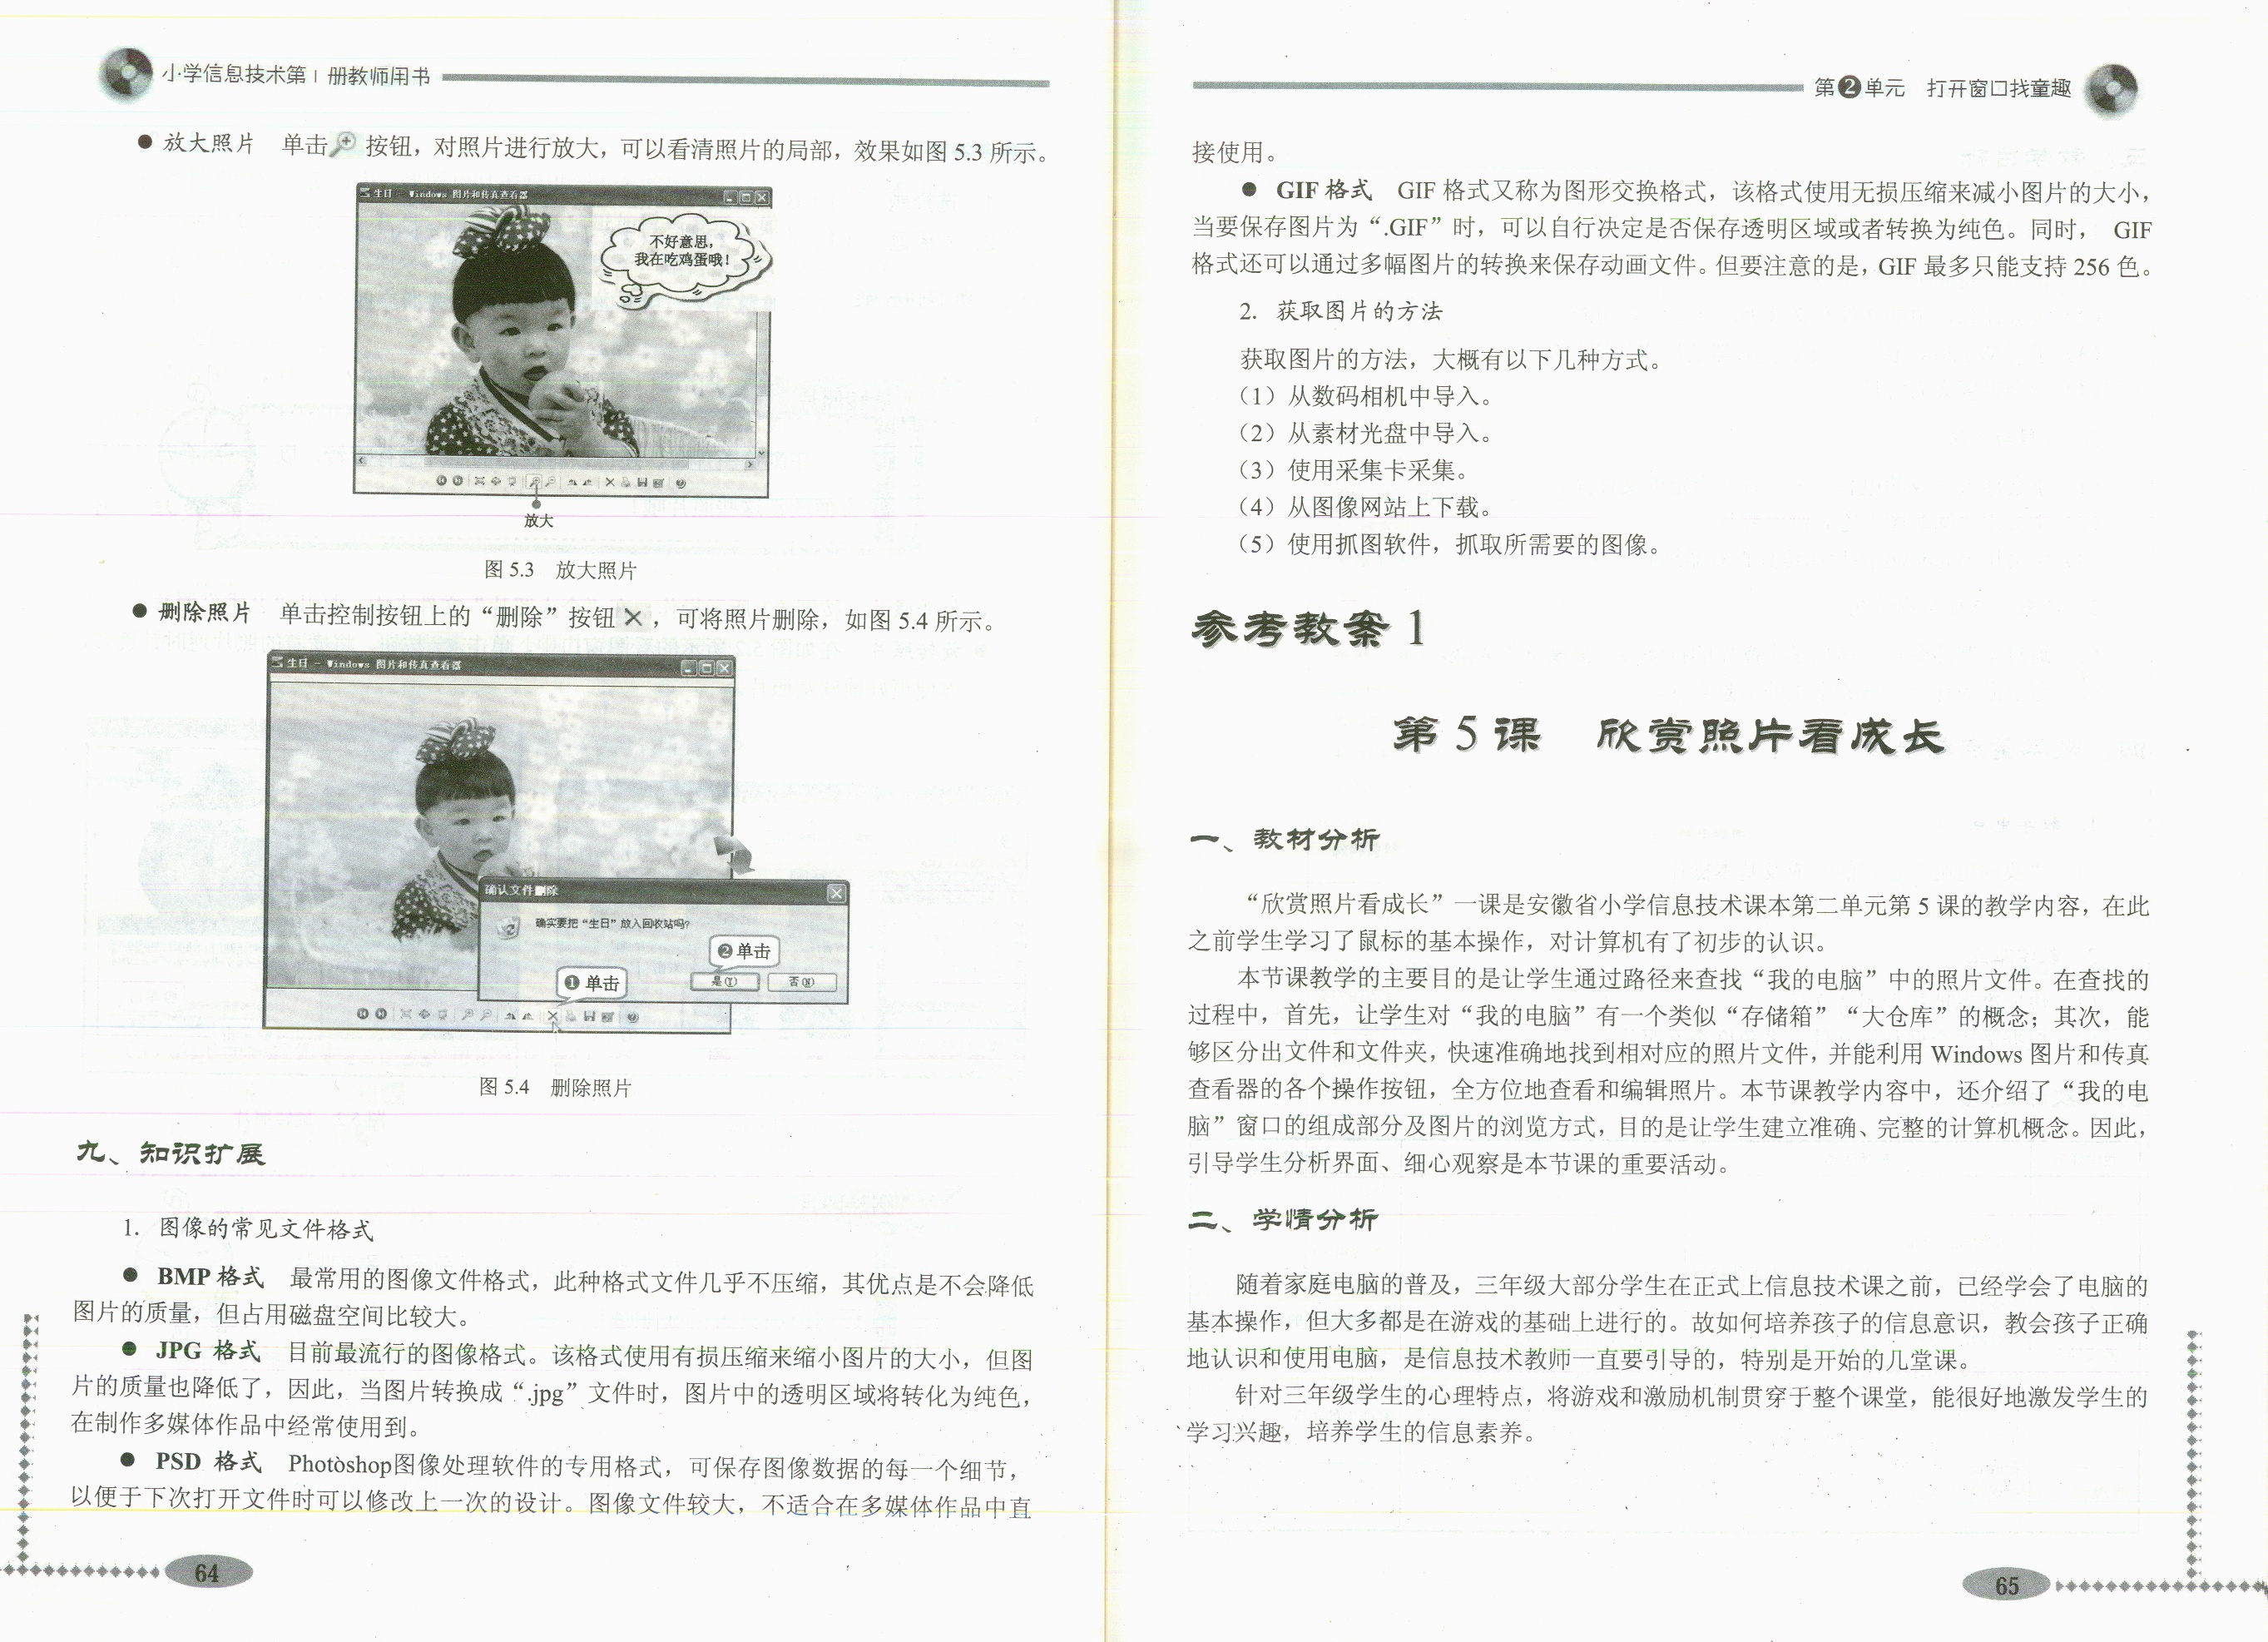 小学信息技术第1册教师用书
● 放大照片　单击 按钮，对照片进行放大，可以看清照片的局部，效果如图 5.3 所示。
生日 - Windows 图片和传真查看器
不好意思，
我在吃鸡蛋哦！
放大
图 5.3　放大照片
● 删除照片　单击控制按钮上的“删除”按钮 ，可将照片删除，如图 5.4 所示。
生日 - Windows 图片和传真查看器
确认文件删除
确实要把“生日”放入回收站吗?
❷ 单击
❶ 单击
是(Y)
否(N)
图 5.4　删除照片
九、知识扩展
1. 图像的常见文件格式
● BMP 格式　最常用的图像文件格式，此种格式文件几乎不压缩，其优点是不会降低
图片的质量，但占用磁盘空间比较大。
● JPG 格式　目前最流行的图像格式。该格式使用有损压缩来缩小图片的大小，但图
片的质量也降低了，因此，当图片转换成“.jpg”文件时，图片中的透明区域将转化为纯色，
在制作多媒体作品中经常使用到。
● PSD 格式　Photoshop图像处理软件的专用格式，可保存图像数据的每一个细节，
以便于下次打开文件时可以修改上一次的设计。图像文件较大，不适合在多媒体作品中直
64
第❷单元　打开窗口找童趣
接使用。
● GIF 格式　GIF 格式又称为图形交换格式，该格式使用无损压缩来减小图片的大小，
当要保存图片为“.GIF”时，可以自行决定是否保存透明区域或者转换为纯色。同时， GIF
格式还可以通过多幅图片的转换来保存动画文件。但要注意的是，GIF 最多只能支持 256 色。
2. 获取图片的方法
获取图片的方法，大概有以下几种方式。
（1）从数码相机中导入。
（2）从素材光盘中导入。
（3）使用采集卡采集。
（4）从图像网站上下载。
（5）使用抓图软件，抓取所需要的图像。
参考教案 1
第 5 课　欣赏照片看成长
一、教材分析
“欣赏照片看成长”一课是安徽省小学信息技术课本第二单元第 5 课的教学内容，在此
之前学生学习了鼠标的基本操作，对计算机有了初步的认识。
本节课教学的主要目的是让学生通过路径来查找“我的电脑”中的照片文件。在查找的
过程中，首先，让学生对“我的电脑”有一个类似“存储箱”“大仓库”的概念；其次，能
够区分出文件和文件夹，快速准确地找到相对应的照片文件，并能利用 Windows 图片和传真
查看器的各个操作按钮，全方位地查看和编辑照片。本节课教学内容中，还介绍了“我的电
脑”窗口的组成部分及图片的浏览方式，目的是让学生建立准确、完整的计算机概念。因此，
引导学生分析界面、细心观察是本节课的重要活动。
二、学情分析
随着家庭电脑的普及，三年级大部分学生在正式上信息技术课之前，已经学会了电脑的
基本操作，但大多都是在游戏的基础上进行的。故如何培养孩子的信息意识，教会孩子正确
地认识和使用电脑，是信息技术教师一直要引导的，特别是开始的几堂课。
针对三年级学生的心理特点，将游戏和激励机制贯穿于整个课堂，能很好地激发学生的
学习兴趣，培养学生的信息素养。
65